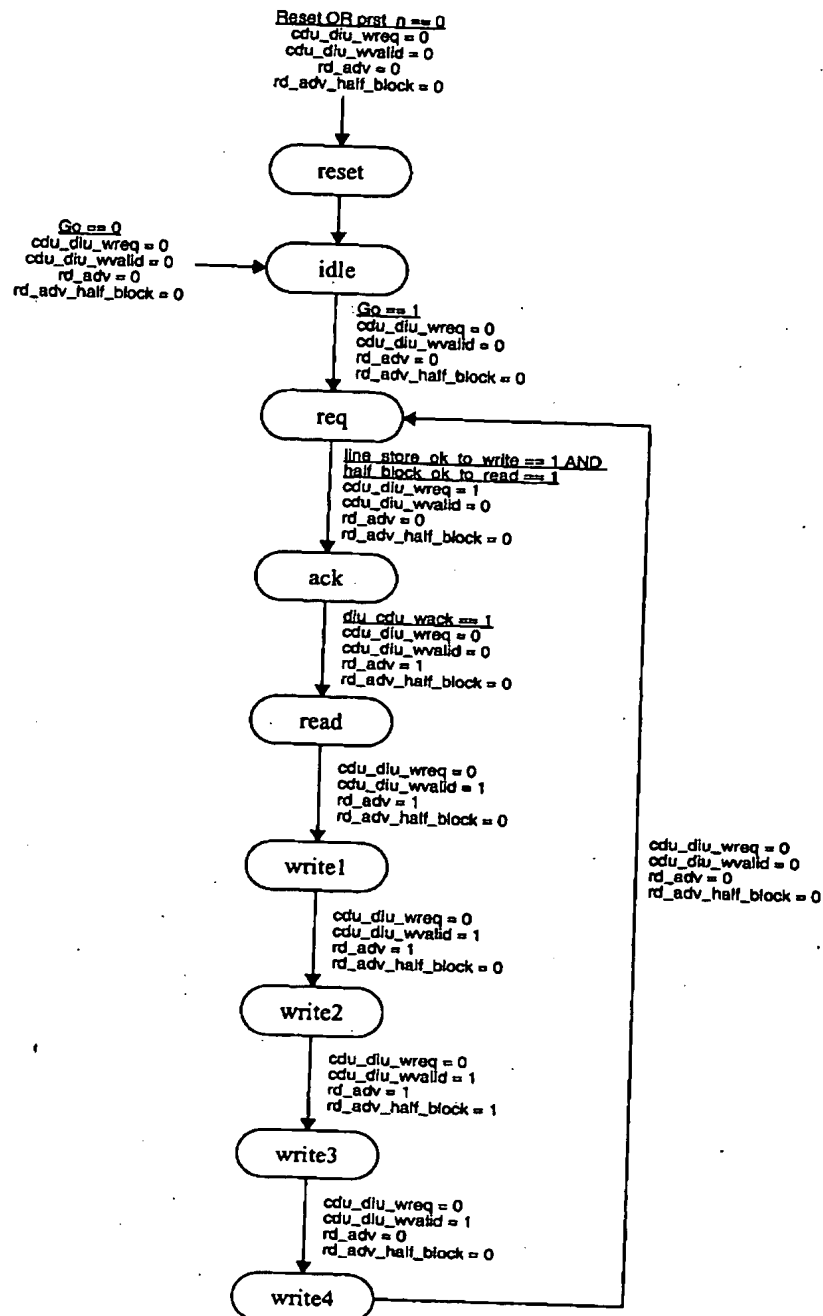 Reset OR prst_n == 0
cdu_diu_wreq = 0
cdu_diu_wvalid = 0
rd_adv = 0
rd_adv_half_block = 0
reset
Go == 0
cdu_diu_wreq = 0
cdu_diu_wvalid = 0
rd_adv = 0
rd_adv_half_block = 0
idle
Go == 1
cdu_diu_wreq = 0
cdu_diu_wvalid = 0
rd_adv = 0
rd_adv_half_block = 0
req
line_store_ok_to_write == 1 AND
half_block_ok_to_read == 1
cdu_diu_wreq = 1
cdu_diu_wvalid = 0
rd_adv = 0
rd_adv_half_block = 0
ack
diu_cdu_wack == 1
cdu_diu_wreq = 0
cdu_diu_wvalid = 0
rd_adv = 1
rd_adv_half_block = 0
read
cdu_diu_wreq = 0
cdu_diu_wvalid = 1
rd_adv = 1
rd_adv_half_block = 0
write1
cdu_diu_wreq = 0
cdu_diu_wvalid = 0
rd_adv = 0
rd_adv_half_block = 0
cdu_diu_wreq = 0
cdu_diu_wvalid = 1
rd_adv = 1
rd_adv_half_block = 0
write2
cdu_diu_wreq = 0
cdu_diu_wvalid = 1
rd_adv = 1
rd_adv_half_block = 1
write3
cdu_diu_wreq = 0
cdu_diu_wvalid = 1
rd_adv = 0
rd_adv_half_block = 0
write4